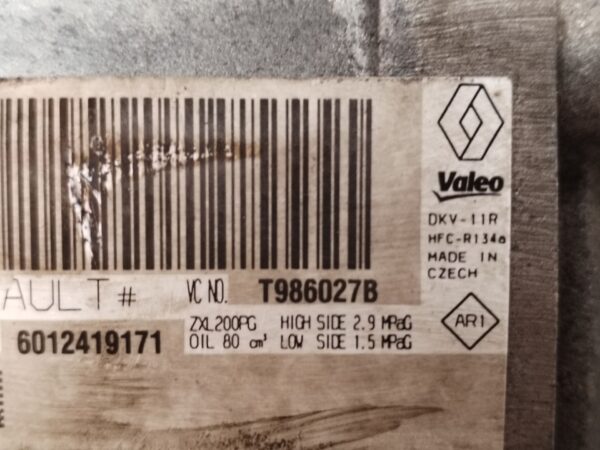 Valeo
DKV-11R
HFC-R134a
MADE IN
CZECH
AULT# VC NO. T986027B
6012419171
ZXL200PG HIGH SIDE 2.9 MPaG
OIL 80 cm³ LOW SIDE 1.5 MPaG
AR1